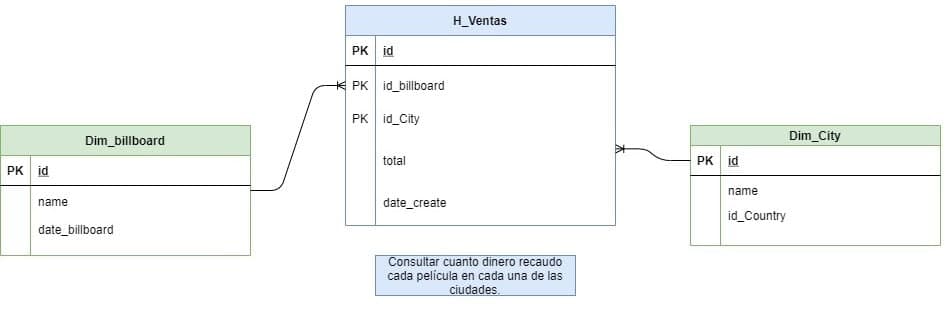 H_Ventas
PK id
PK id_billboard
PK id_City
total
date_create
Dim_billboard
PK id
name
date_billboard
Dim_City
PK id
name
id_Country
Consultar cuanto dinero recaudo
cada película en cada una de las
ciudades.